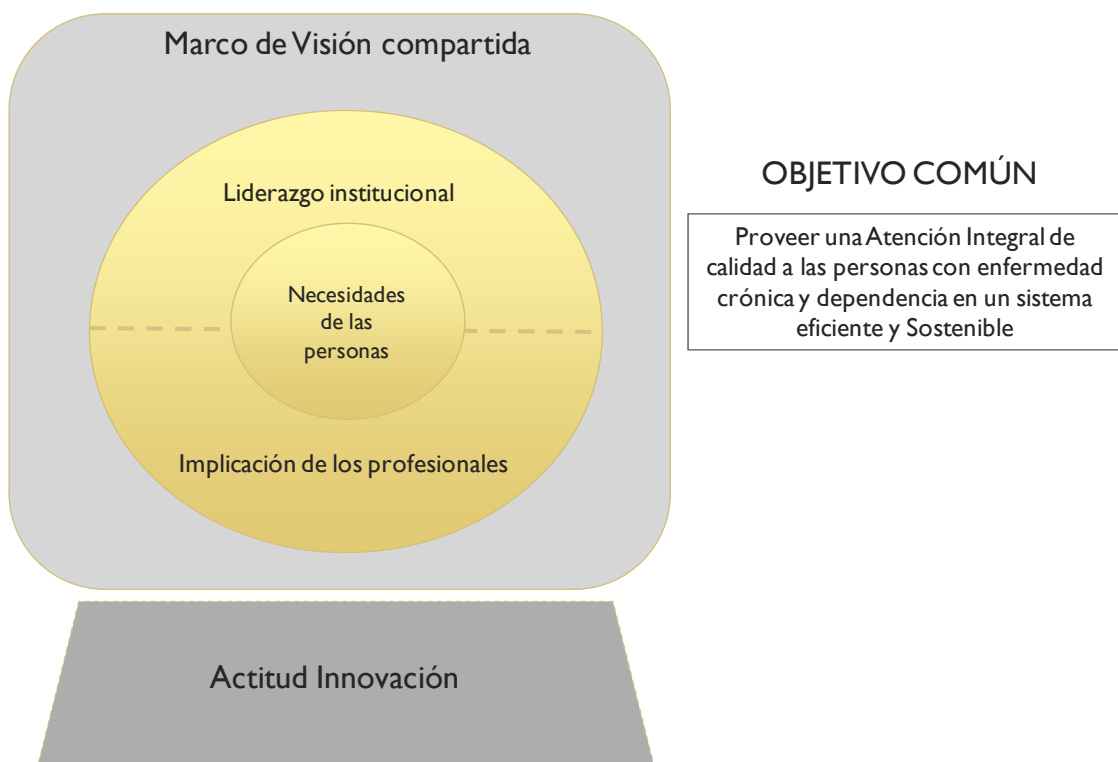 Marco de Visión compartida
Liderazgo institucional
Necesidades
de las
personas
Implicación de los profesionales
Actitud Innovación
OBJETIVO COMÚN
Proveer una Atención Integral de
calidad a las personas con enfermedad
crónica y dependencia en un sistema
eficiente y Sostenible